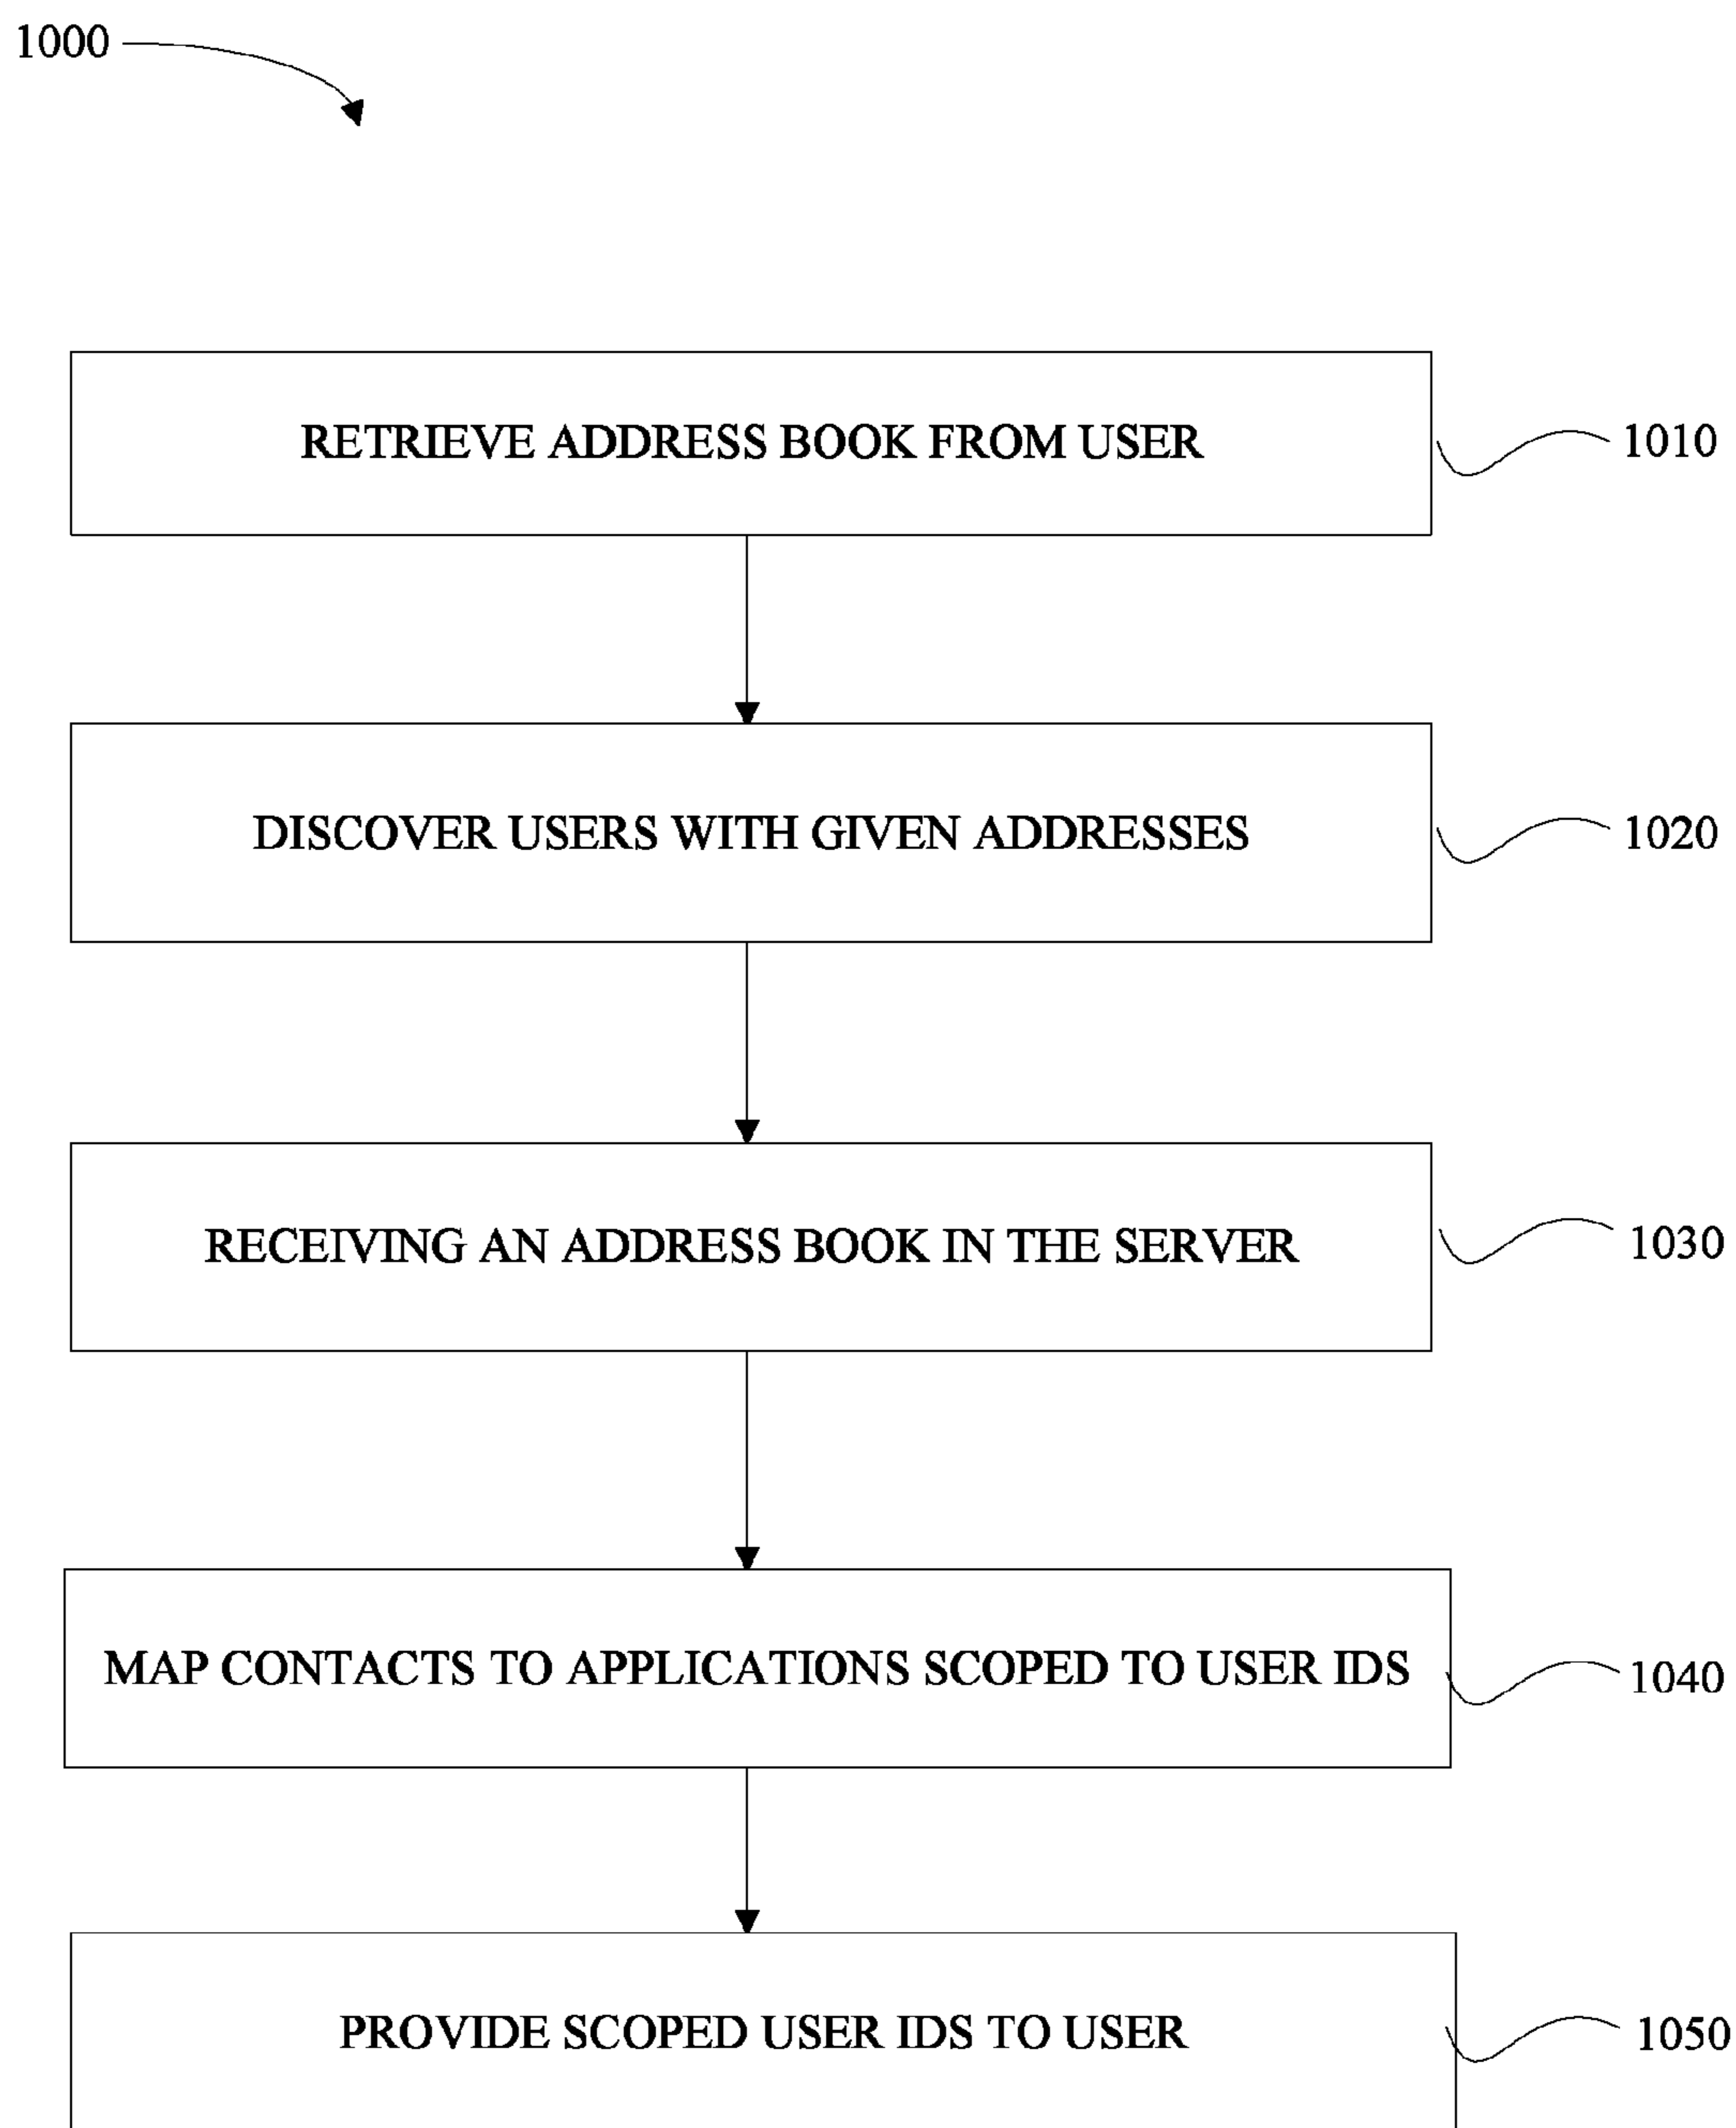 1000
RETRIEVE ADDRESS BOOK FROM USER
1010
DISCOVER USERS WITH GIVEN ADDRESSES
1020
RECEIVING AN ADDRESS BOOK IN THE SERVER
1030
MAP CONTACTS TO APPLICATIONS SCOPED TO USER IDS
1040
PROVIDE SCOPED USER IDS TO USER
1050